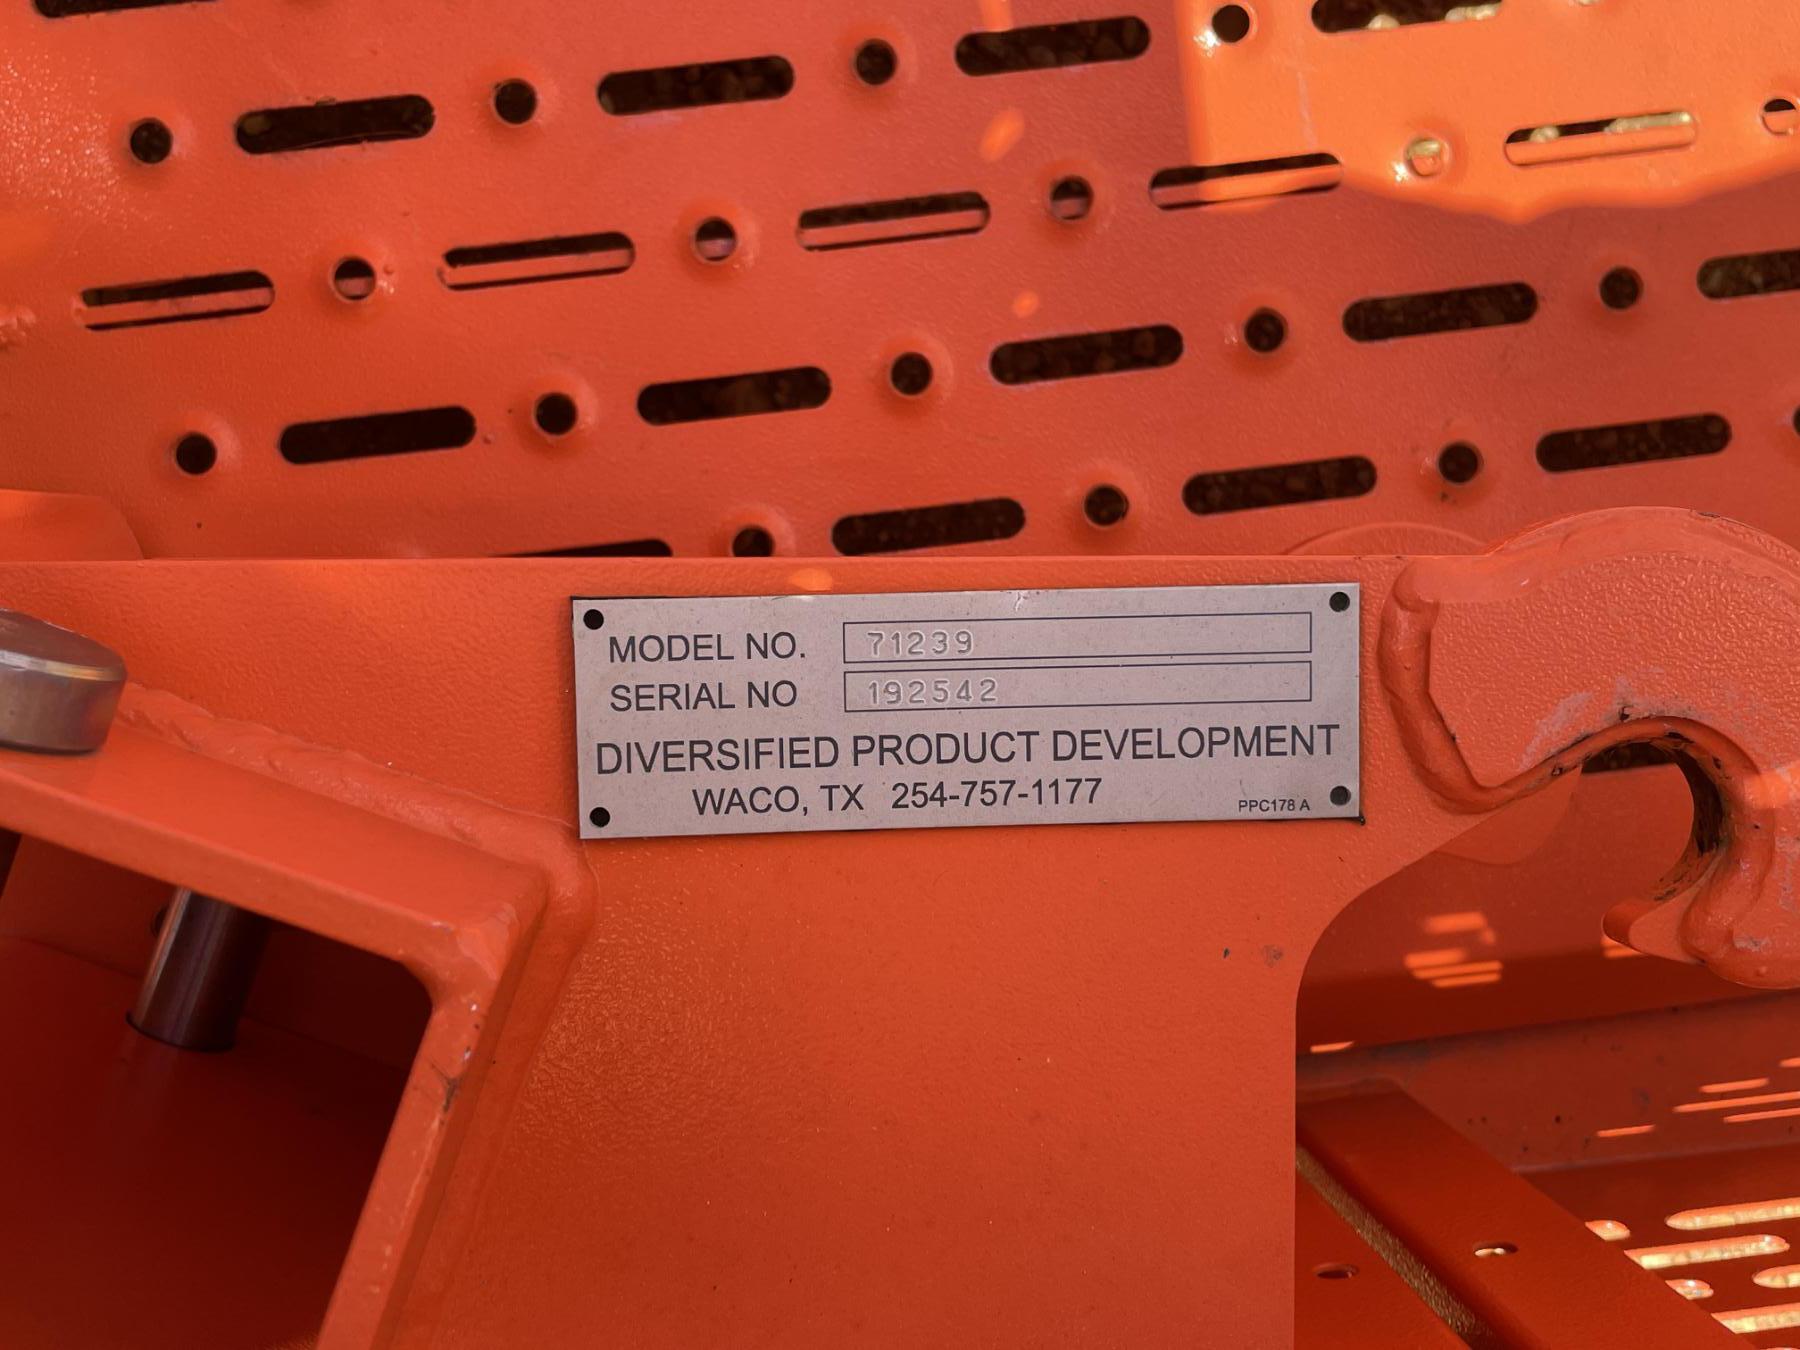 MODEL NO. 71239
SERIAL NO 192542
DIVERSIFIED PRODUCT DEVELOPMENT
WACO, TX 254-757-1177
PPC178 A